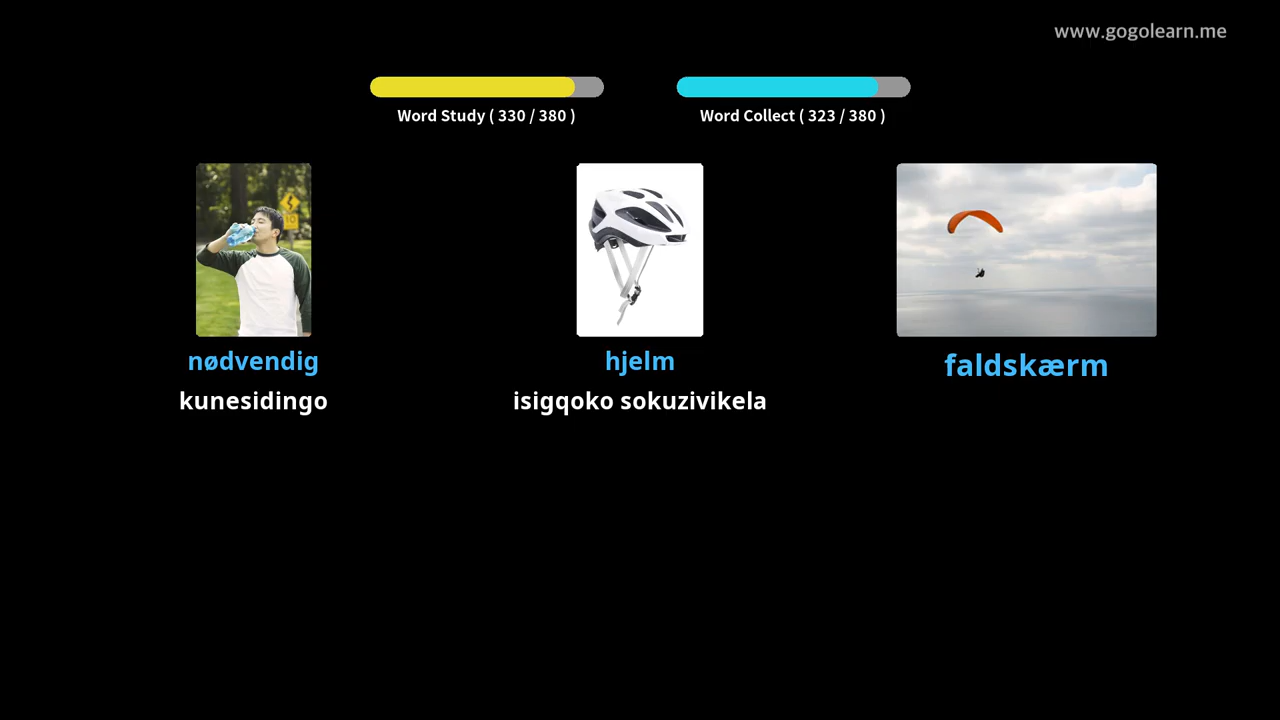 www.gogolearn.me
Word Study ( 330 / 380 )
Word Collect ( 323 / 380 )
nødvendig
kunesidingo
hjelm
isigqoko sokuzivikela
faldskærm